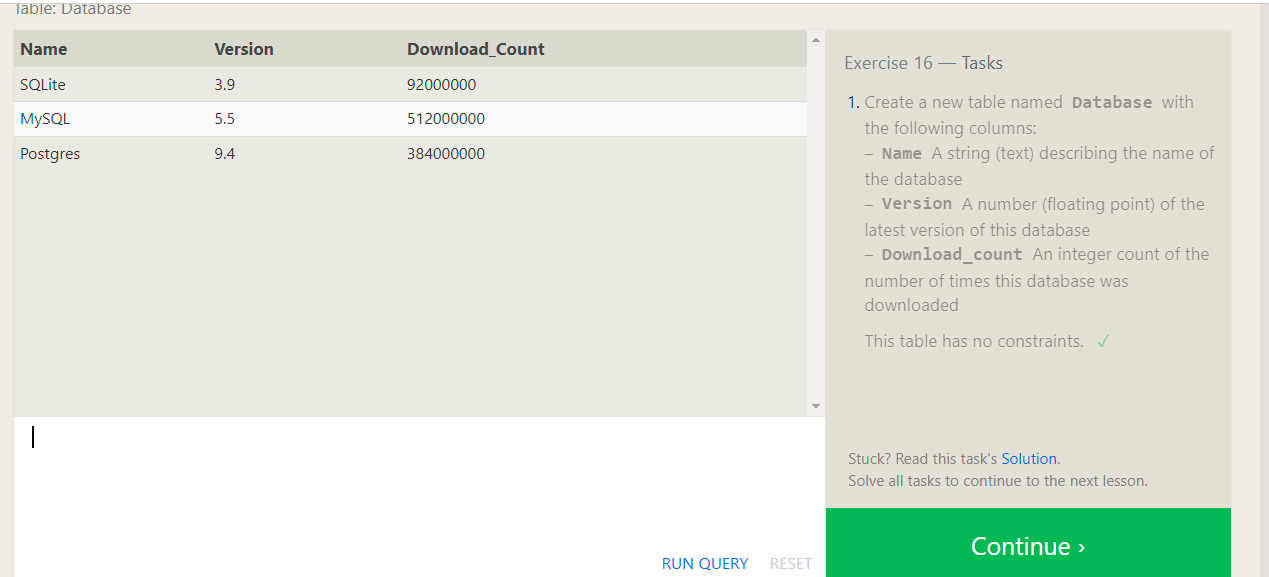 Table: Database
Name Version Download_Count
SQLite 3.9 92000000
MySQL 5.5 512000000
Postgres 9.4 384000000
RUN QUERY RESET
Exercise 16 — Tasks
1. Create a new table named Database with
the following columns:
– Name A string (text) describing the name of
the database
– Version A number (floating point) of the
latest version of this database
– Download_count An integer count of the
number of times this database was
downloaded
This table has no constraints. ✓
Stuck? Read this task's Solution.
Solve all tasks to continue to the next lesson.
Continue ›